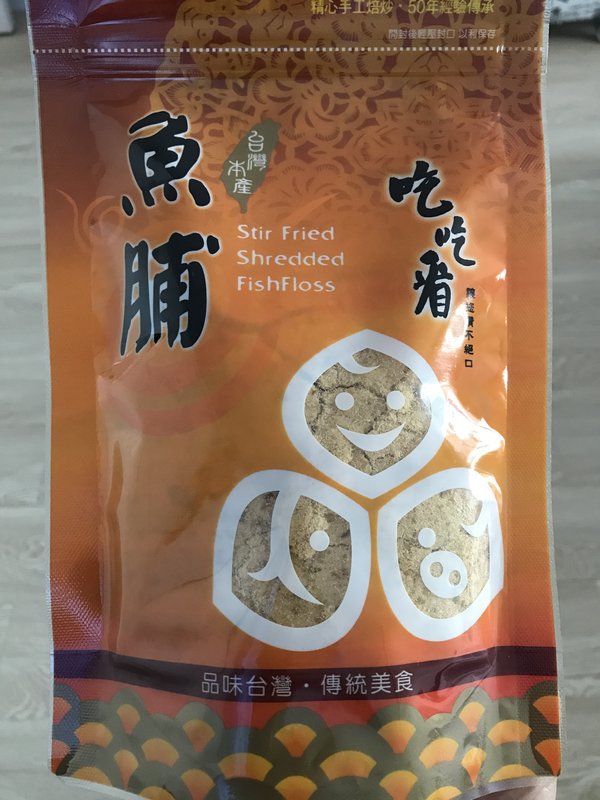 精心手工焙炒・50年經驗傳承
開封後輕壓封口 以利保存
魚脯
台灣
本產
Stir Fried
Shredded
FishFloss
吃吃看
讚不絕口
品味台灣・傳統美食